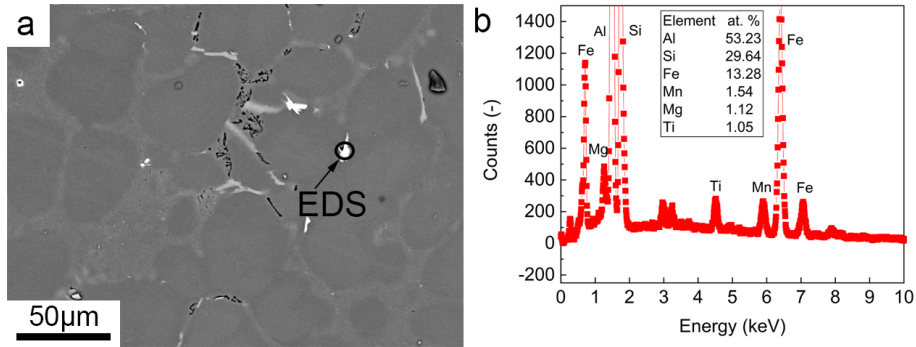 a
EDS
50µm
b
Element at. %
Al 53.23
Si 29.64
Fe 13.28
Mn 1.54
Mg 1.12
Ti 1.05
Fe
Al
Si
Fe
Mg
Ti
Mn
Fe
1400
1200
1000
800
600
400
200
0
-200
Counts (-)
0 1 2 3 4 5 6 7 8 9 10
Energy (keV)